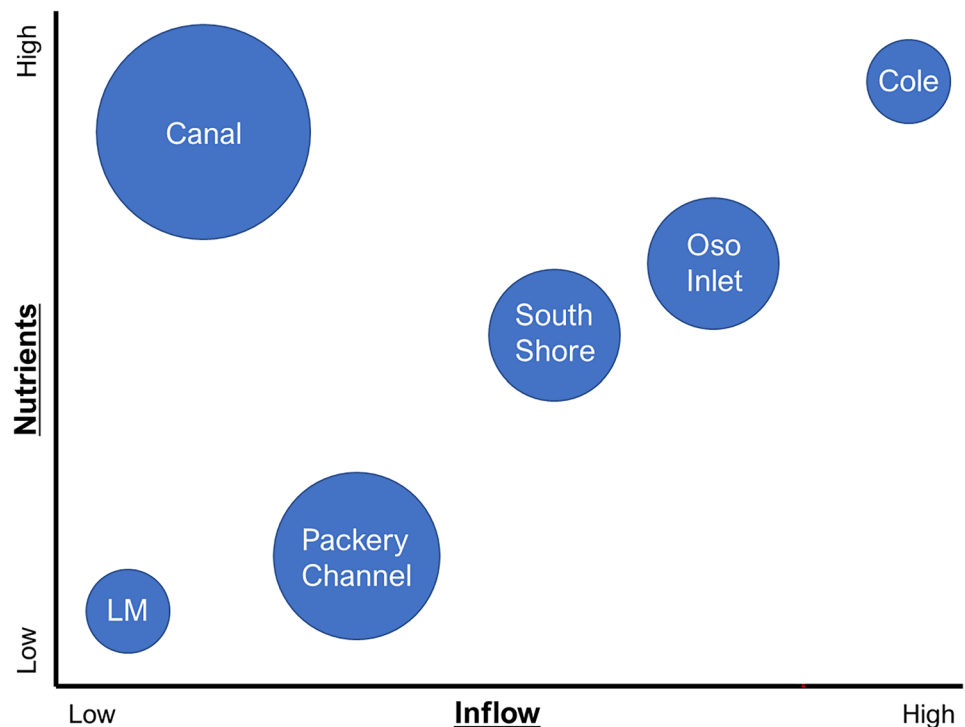 High
Canal
Cole
Oso
Inlet
South
Shore
Nutrients
Packery
Channel
LM
Low
Low
Inflow
High